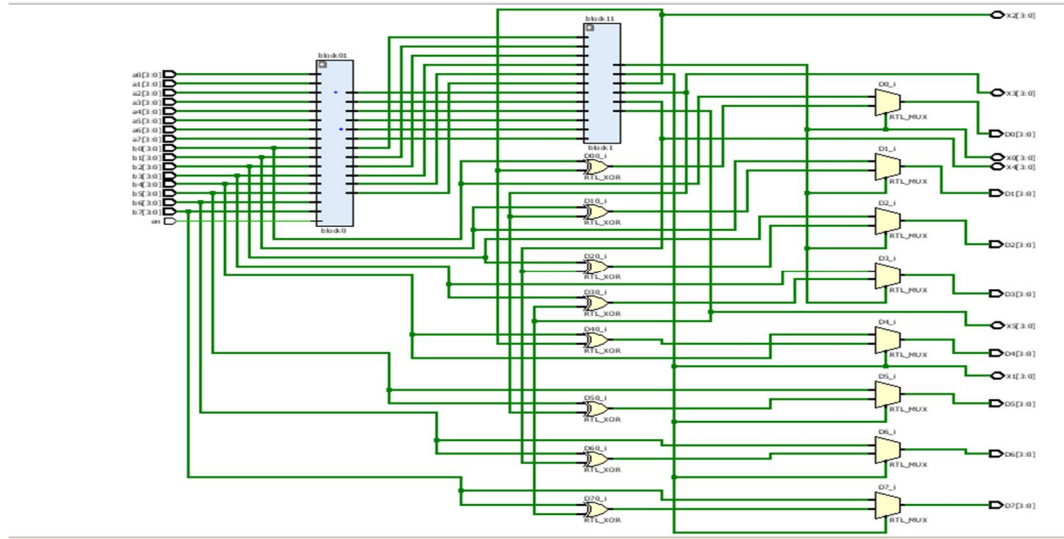 block01
block0
block11
block1
a0[3:0]
a1[3:0]
a2[3:0]
a3[3:0]
a4[3:0]
a5[3:0]
a6[3:0]
a7[3:0]
b0[3:0]
b1[3:0]
b2[3:0]
b3[3:0]
b4[3:0]
b5[3:0]
b6[3:0]
b7[3:0]
en
D00_i
RTL_XOR
D10_i
RTL_XOR
D20_i
RTL_XOR
D30_i
RTL_XOR
D40_i
RTL_XOR
D50_i
RTL_XOR
D60_i
RTL_XOR
D70_i
RTL_XOR
D0_i
RTL_MUX
D1_i
RTL_MUX
D2_i
RTL_MUX
D3_i
RTL_MUX
D4_i
RTL_MUX
D5_i
RTL_MUX
D6_i
RTL_MUX
D7_i
RTL_MUX
X2[3:0]
X3[3:0]
D0[3:0]
X0[3:0]
X4[3:0]
D1[3:0]
D2[3:0]
D3[3:0]
X5[3:0]
D4[3:0]
X1[3:0]
D5[3:0]
D6[3:0]
D7[3:0]